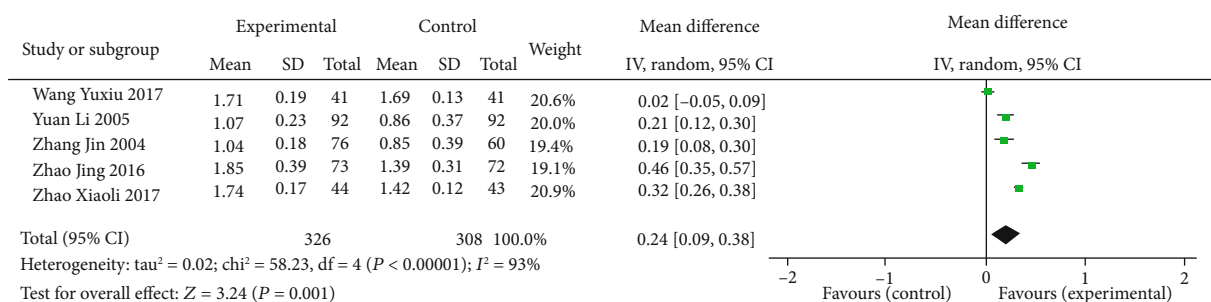 Study or subgroup Experimental Control Weight Mean difference Mean difference
Mean SD Total Mean SD Total IV, random, 95% CI IV, random, 95% CI
Wang Yuxiu 2017 1.71 0.19 41 1.69 0.13 41 20.6% 0.02 [–0.05, 0.09]
Yuan Li 2005 1.07 0.23 92 0.86 0.37 92 20.0% 0.21 [0.12, 0.30]
Zhang Jin 2004 1.04 0.18 76 0.85 0.39 60 19.4% 0.19 [0.08, 0.30]
Zhao Jing 2016 1.85 0.39 73 1.39 0.31 72 19.1% 0.46 [0.35, 0.57]
Zhao Xiaoli 2017 1.74 0.17 44 1.42 0.12 43 20.9% 0.32 [0.26, 0.38]
Total (95% CI) 326 308 100.0% 0.24 [0.09, 0.38]
Heterogeneity: tau² = 0.02; chi² = 58.23, df = 4 (P < 0.00001); I² = 93%
Test for overall effect: Z = 3.24 (P = 0.001)
–2 –1 0 1 2
Favours (control) Favours (experimental)